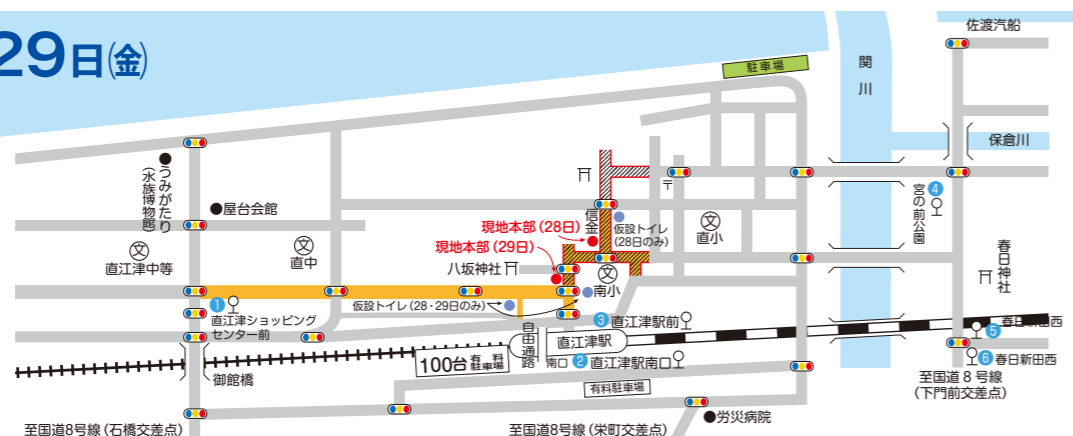 29日(金)
佐渡汽船
関川
駐車場
保倉川
●うみがたり
(水族博物館)
●屋台会館
信金
現地本部(28日)
仮設トイレ
(28日のみ)
文
直小
4
宮の前公園
文
直江津中等
文
直中
現地本部(29日)
八坂神社
文
南小
春日神社
1
直江津ショッピング
センター前
仮設トイレ(28・29日のみ)
3 直江津駅前
自由通路
直江津駅
5 春日新田西
100台 有料駐車場
南口
2 直江津駅南口
6 春日新田西
御館橋
有料駐車場
至国道8号線
(下門前交差点)
●労災病院
至国道8号線(石橋交差点)
至国道8号線(栄町交差点)
〒